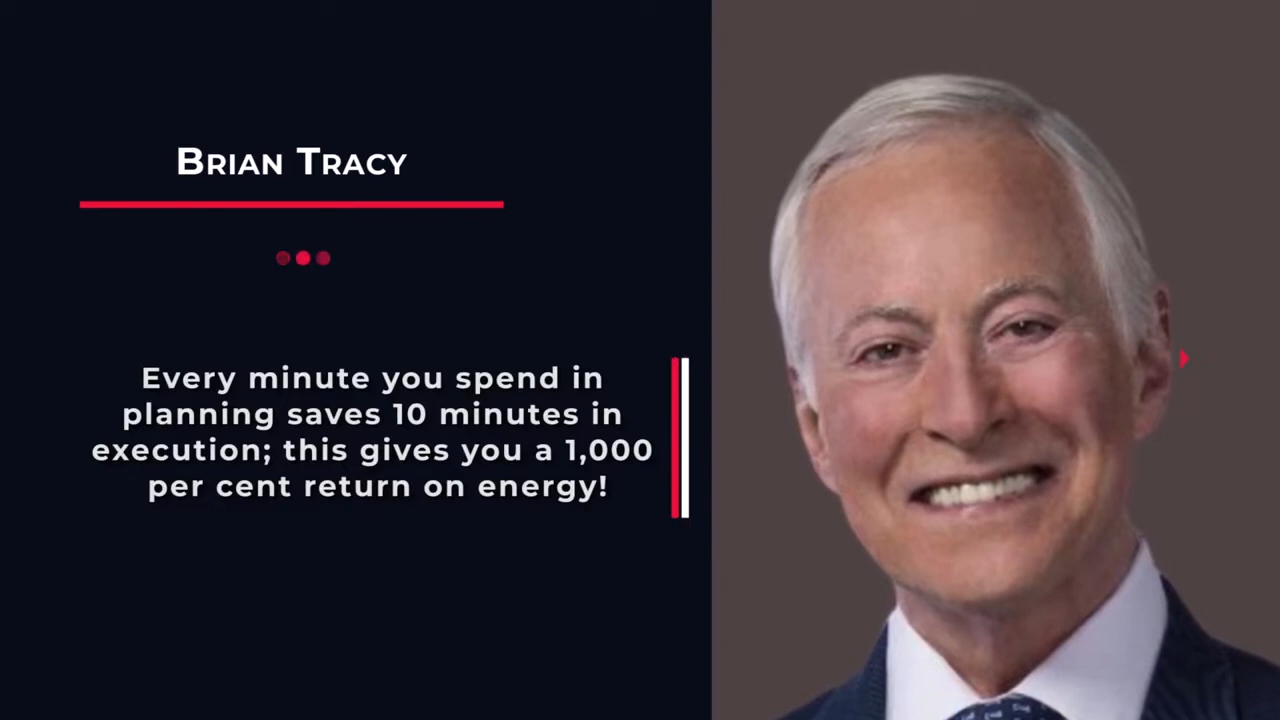 Brian Tracy
Every minute you spend in
planning saves 10 minutes in
execution; this gives you a 1,000
per cent return on energy!